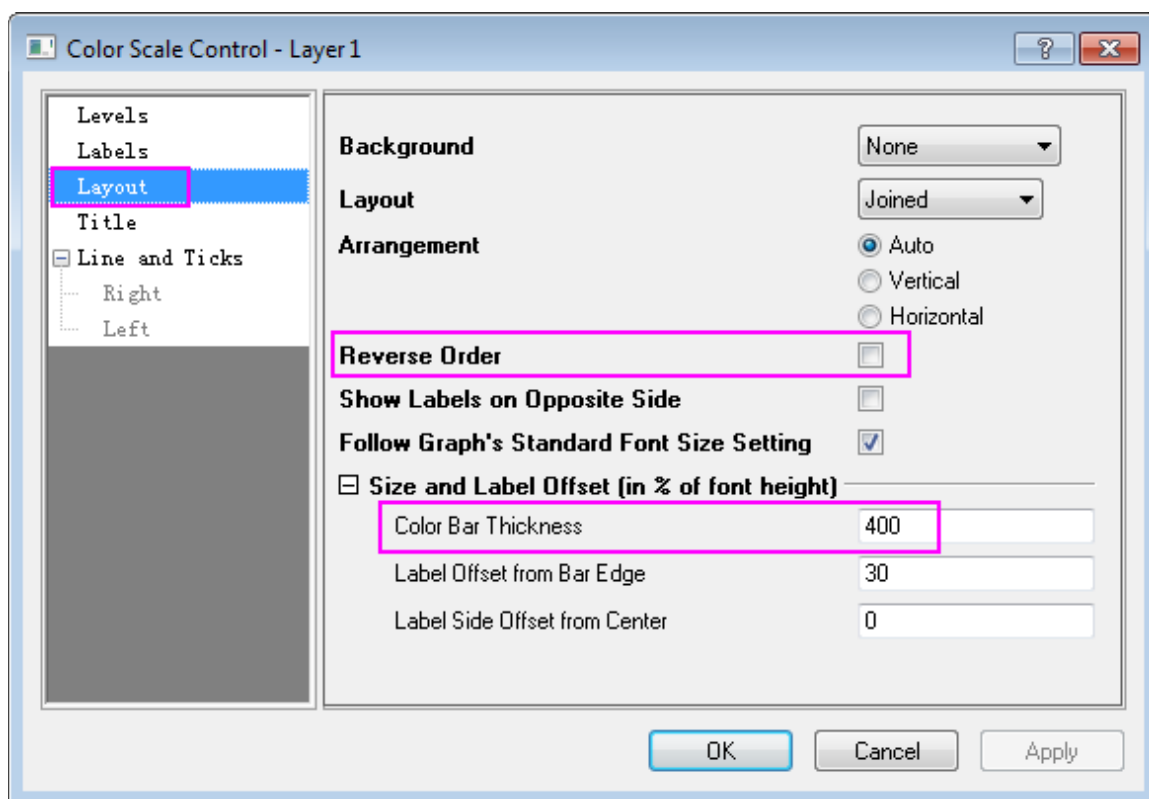 Color Scale Control - Layer 1
Levels
Labels
Layout
Title
Line and Ticks
Right
Left
Background None
Layout Joined
Arrangement Auto
Vertical
Horizontal
Reverse Order
Show Labels on Opposite Side
Follow Graph's Standard Font Size Setting
Size and Label Offset (in % of font height)
Color Bar Thickness 400
Label Offset from Bar Edge 30
Label Side Offset from Center 0
OK Cancel Apply